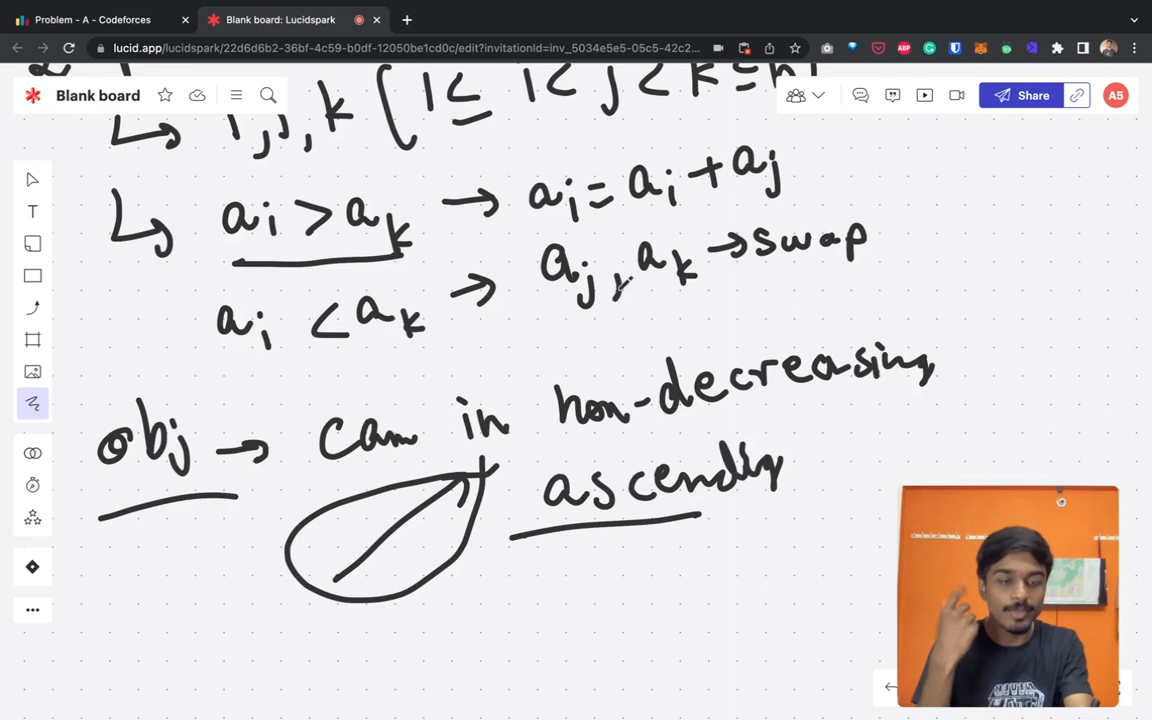 Problem - A - Codeforces
Blank board: Lucidspark
lucid.app/lucidspark/22d6d6b2-36bf-4c59-b0df-12050be1cd0c/edit?invitationId=inv_5034e5e5-05c5-42c2...
ABP
Blank board
Share
A5
T
i, j, k (1 ≤ i < j < k ≤ n)
ai > ak → ai = ai + aj
ai < ak → aj, ak → swap
obj → cam in non-decreasing
ascending